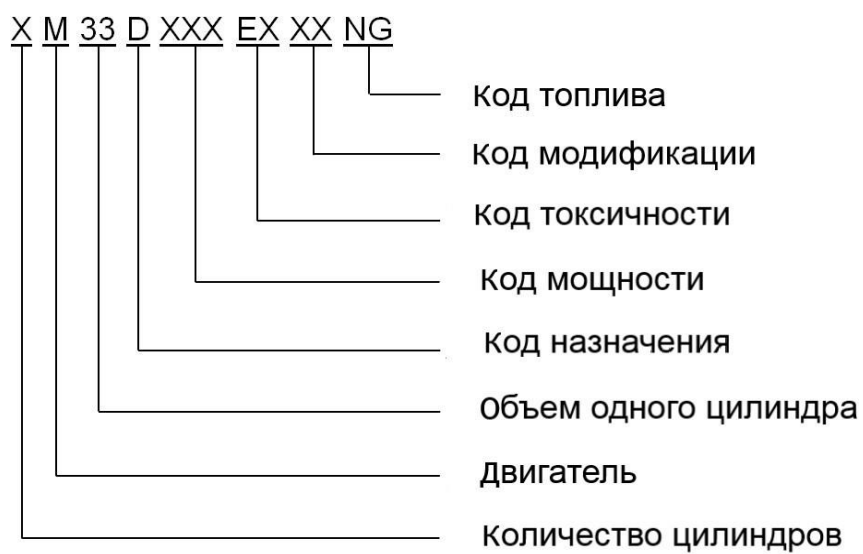 X M 33 D XXX EX XX NG
Код топлива
Код модификации
Код токсичности
Код мощности
Код назначения
Объем одного цилиндра
Двигатель
Количество цилиндров